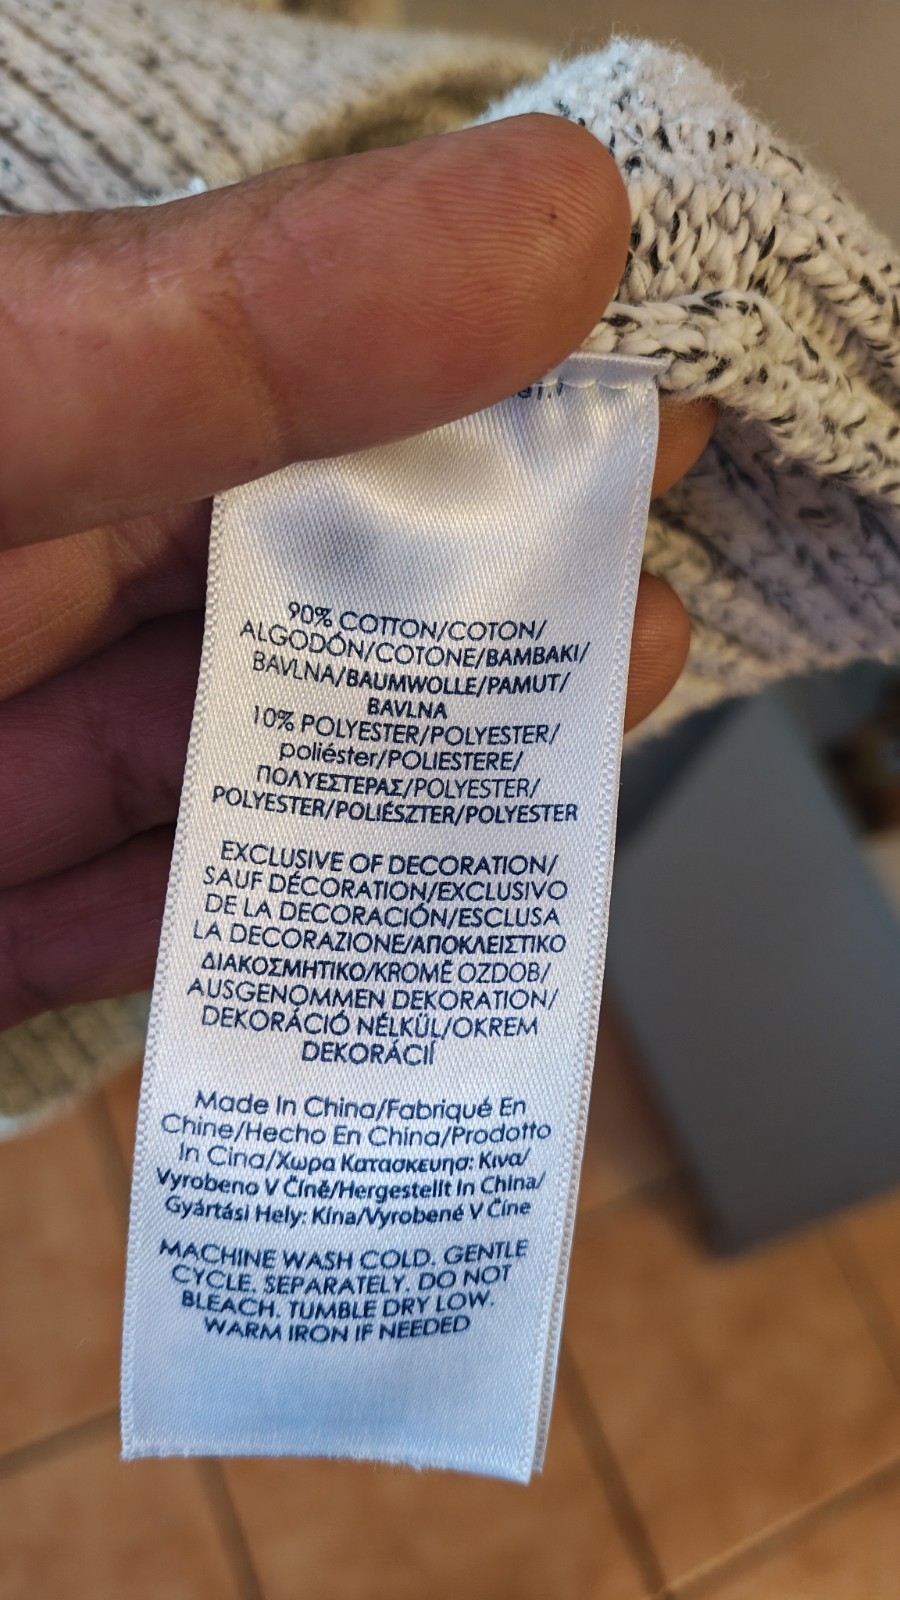 90% COTTON/COTON/
ALGODÓN/COTONE/BAMBAKI/
BAVLNA/BAUMWOLLE/PAMUT/
BAVLNA
10% POLYESTER/POLYESTER/
poliéster/POLIESTERE/
ΠΟΛΥΕΣΤΕΡΑΣ/POLYESTER/
POLYESTER/POLIÉSZTER/POLYESTER
EXCLUSIVE OF DECORATION/
SAUF DÉCORATION/EXCLUSIVO
DE LA DECORACIÓN/ESCLUSA
LA DECORAZIONE/ΑΠΟΚΛΕΙΣΤΙΚΟ
ΔΙΑΚΟΣΜΗΤΙΚΟ/KROMĚ OZDOB/
AUSGENOMMEN DEKORATION/
DEKORÁCIÓ NÉLKÜL/OKREM
DEKORÁCIÍ
Made In China/Fabriqué En
Chine/Hecho En China/Prodotto
In Cina/Χωρα Κατασκευησ: Κινα/
Vyrobeno V Číně/Hergestellt In China/
Gyártási Hely: Kína/Vyrobené V Číne
MACHINE WASH COLD. GENTLE
CYCLE. SEPARATELY. DO NOT
BLEACH. TUMBLE DRY LOW.
WARM IRON IF NEEDED